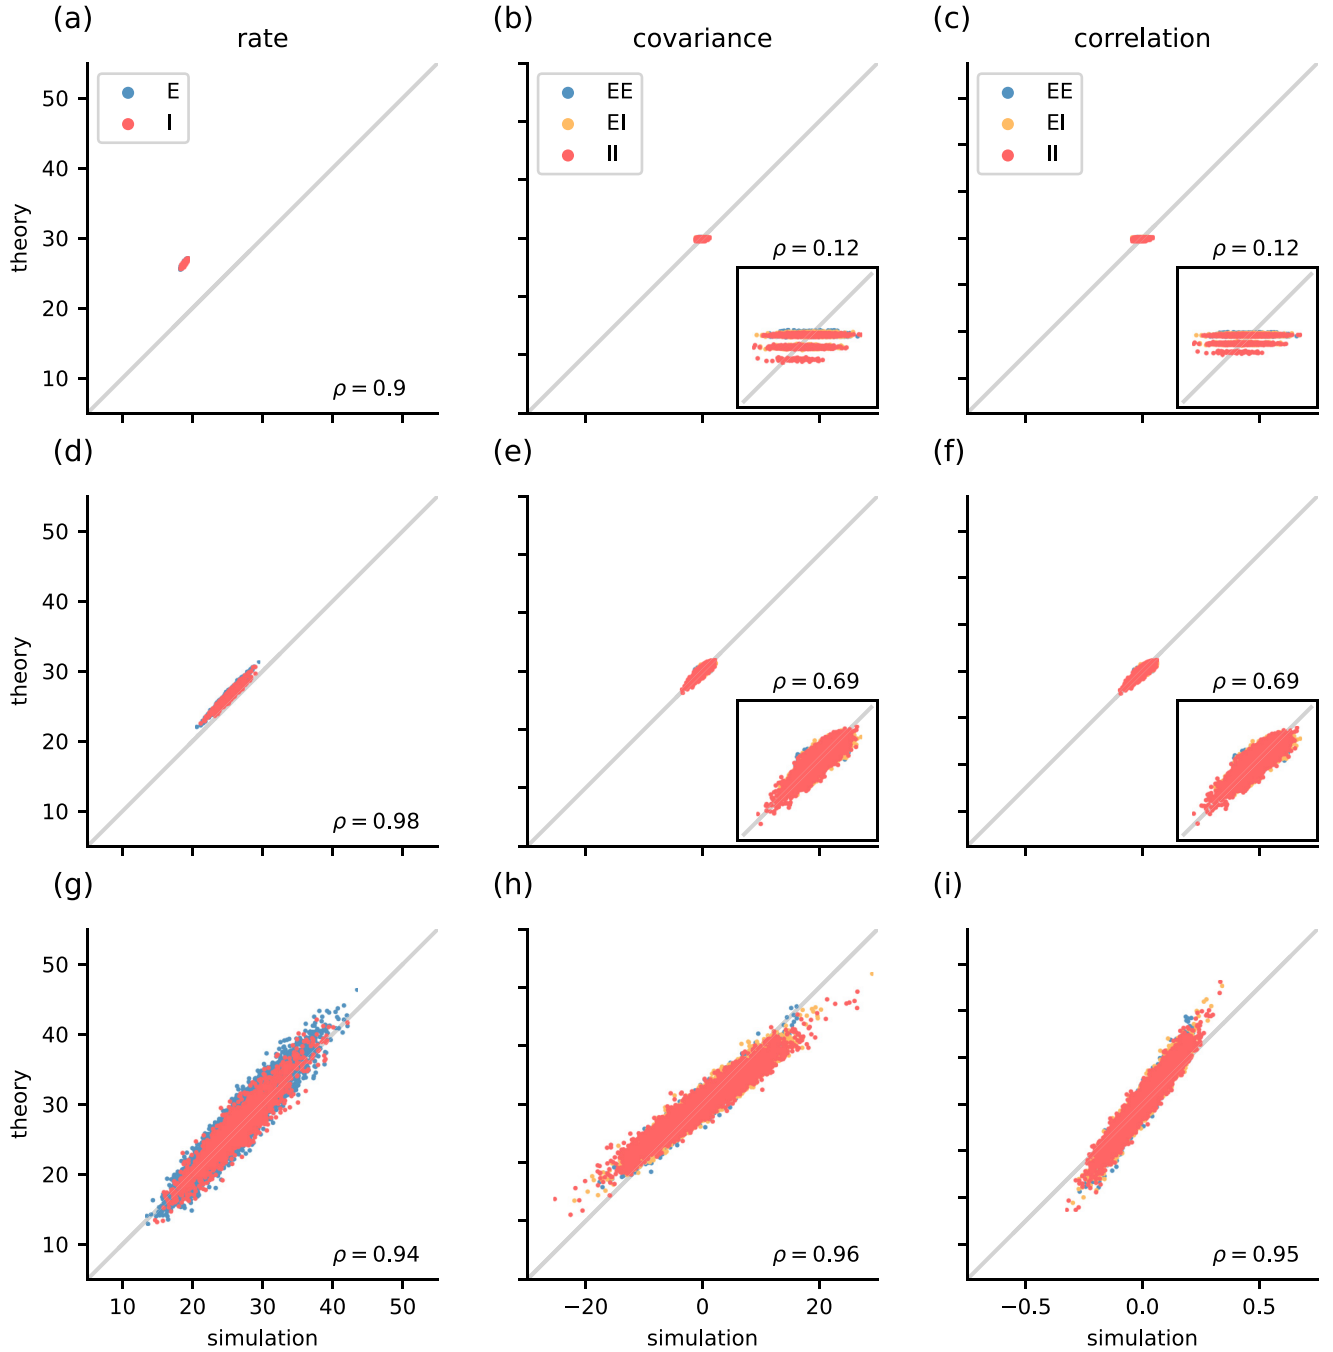 (a)
rate
(b)
covariance
(c)
correlation
E
I
EE
EI
II
EE
EI
II
theory
50
40
30
20
10
ρ = 0.9
ρ = 0.12
ρ = 0.12
(d)
(e)
(f)
theory
50
40
30
20
10
ρ = 0.98
ρ = 0.69
ρ = 0.69
(g)
(h)
(i)
theory
50
40
30
20
10
ρ = 0.94
ρ = 0.96
ρ = 0.95
10 20 30 40 50
−20 0 20
−0.5 0.0 0.5
simulation
simulation
simulation